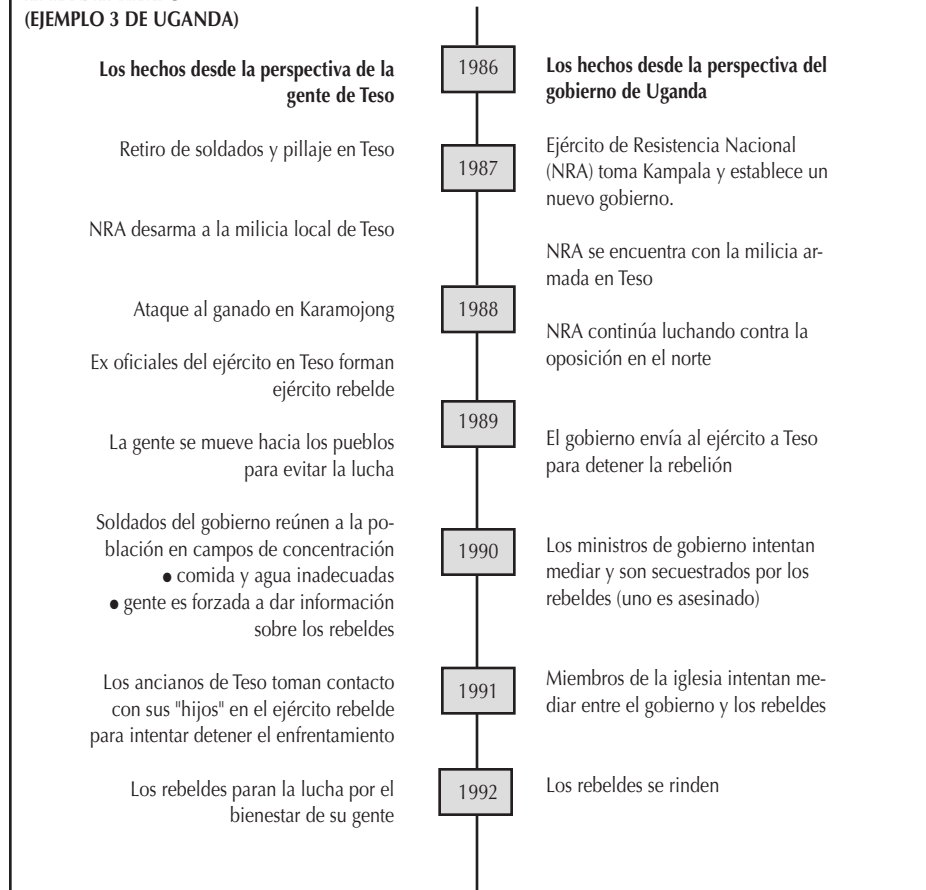 (EJEMPLO 3 DE UGANDA)
Los hechos desde la perspectiva de la
gente de Teso
1986
Los hechos desde la perspectiva del
gobierno de Uganda
Retiro de soldados y pillaje en Teso
1987
Ejército de Resistencia Nacional
(NRA) toma Kampala y establece un
nuevo gobierno.
NRA desarma a la milicia local de Teso
NRA se encuentra con la milicia ar-
mada en Teso
Ataque al ganado en Karamojong
1988
NRA continúa luchando contra la
oposición en el norte
Ex oficiales del ejército en Teso forman
ejército rebelde
1989
La gente se mueve hacia los pueblos
para evitar la lucha
El gobierno envía al ejército a Teso
para detener la rebelión
Soldados del gobierno reúnen a la po-
blación en campos de concentración
● comida y agua inadecuadas
● gente es forzada a dar información
sobre los rebeldes
1990
Los ministros de gobierno intentan
mediar y son secuestrados por los
rebeldes (uno es asesinado)
Los ancianos de Teso toman contacto
con sus "hijos" en el ejército rebelde
para intentar detener el enfrentamiento
1991
Miembros de la iglesia intentan me-
diar entre el gobierno y los rebeldes
Los rebeldes paran la lucha por el
bienestar de su gente
1992
Los rebeldes se rinden